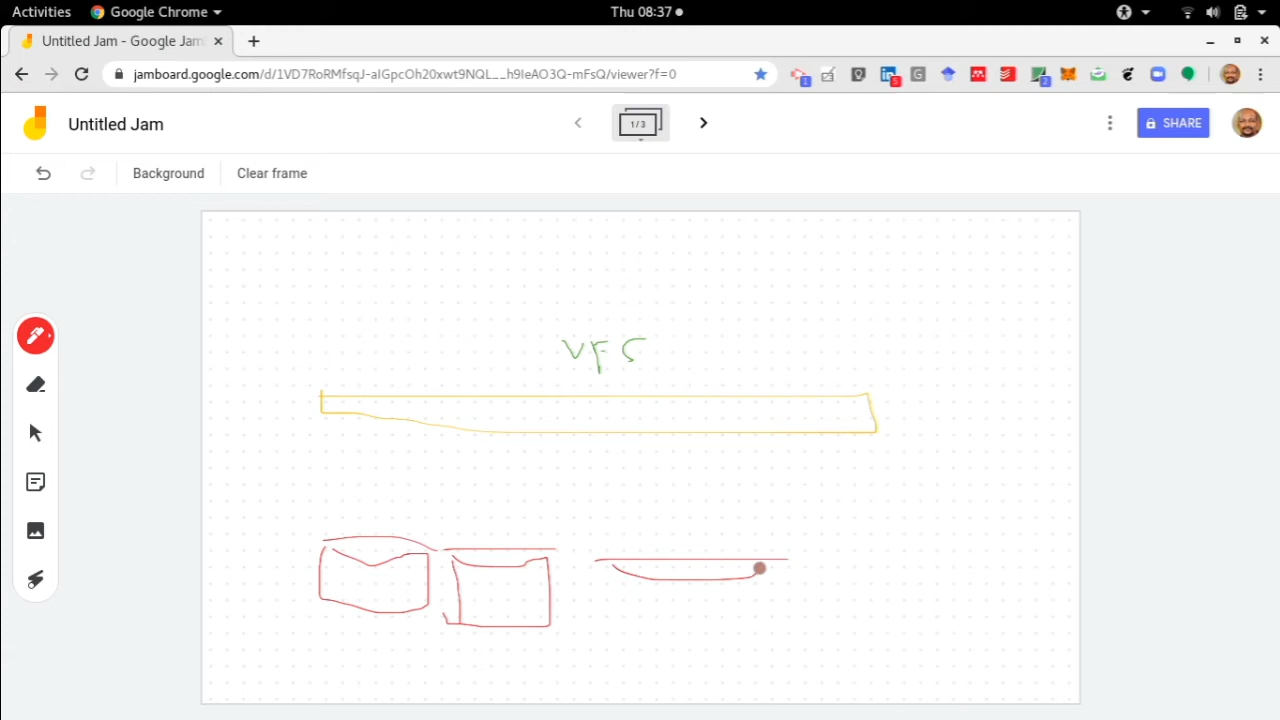 Activities Google Chrome Thu 08:37
Untitled Jam - Google Jam
jamboard.google.com/d/1VD7RoRMfsqJ-aIGpcOh20xwt9NQL__h9IeAO3Q-mFsQ/viewer?f=0
Untitled Jam 1/3 SHARE
Background Clear frame
VFS